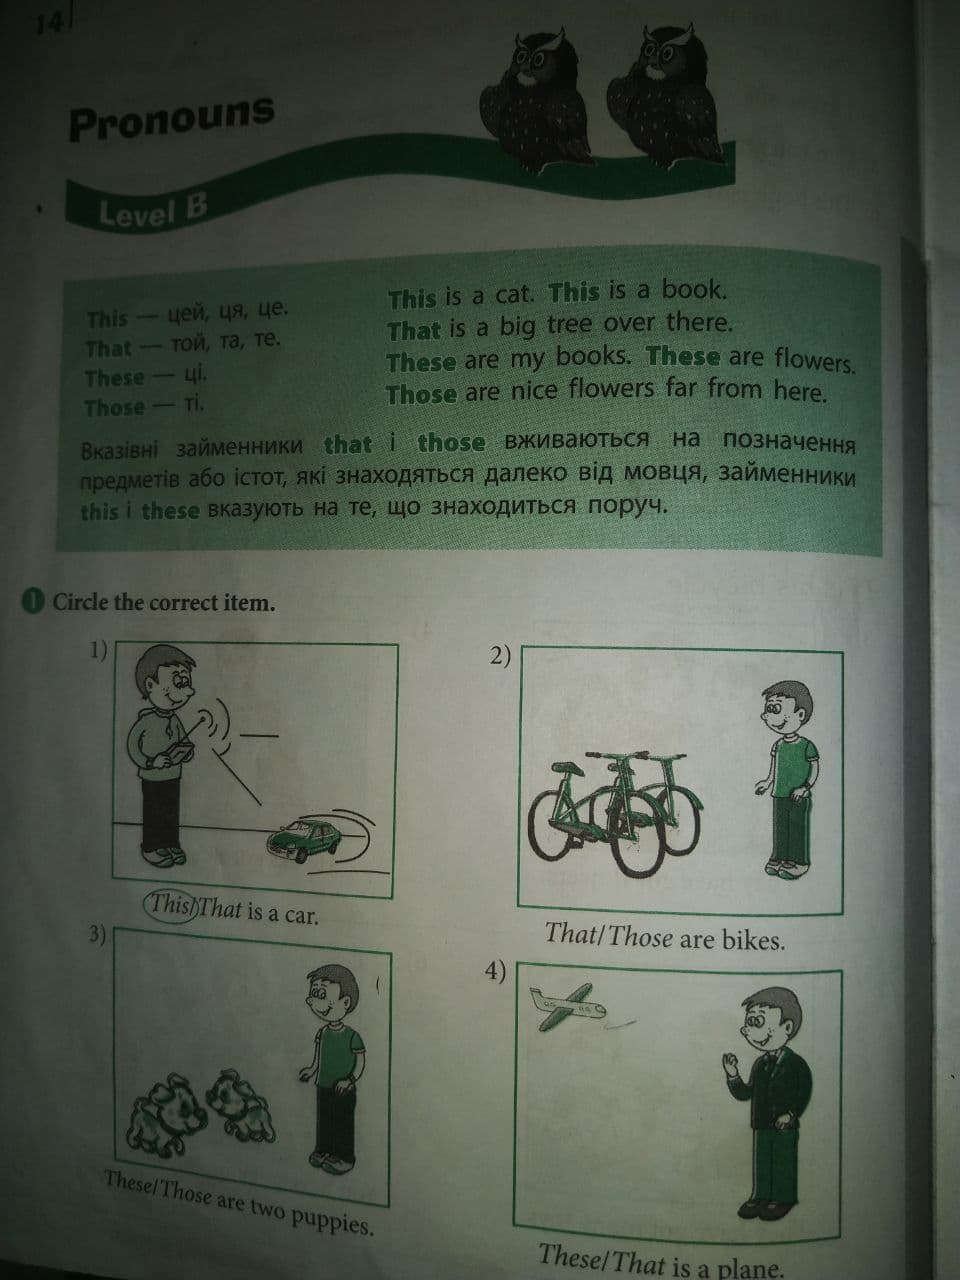 14
Pronouns
Level B
This — цей, ця, це.
That — той, та, те.
These — ці.
Those — ті.
This is a cat. This is a book.
That is a big tree over there.
These are my books. These are flowers.
Those are nice flowers far from here.
Вказівні займенники that і those вживаються на позначення
предметів або істот, які знаходяться далеко від мовця, займенники
this і these вказують на те, що знаходиться поруч.
1 Circle the correct item.
1)
This/That is a car.
2)
That/Those are bikes.
3)
These/Those are two puppies.
4)
These/That is a plane.